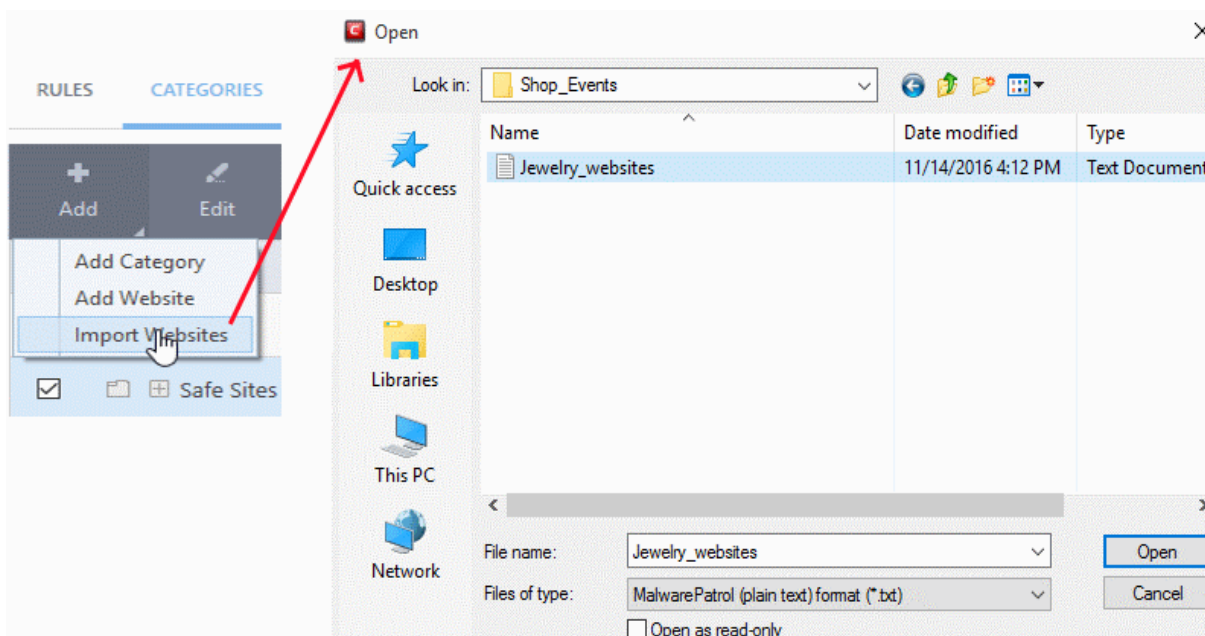 Open
RULES CATEGORIES
Look in: Shop_Events
Name Date modified Type
Jewelry_websites 11/14/2016 4:12 PM Text Document
Quick access
Add Edit
Add Category
Add Website
Import Websites
Safe Sites
Desktop
Libraries
This PC
Network
File name: Jewelry_websites Open
Files of type: MalwarePatrol (plain text) format (*.txt) Cancel
Open as read-only